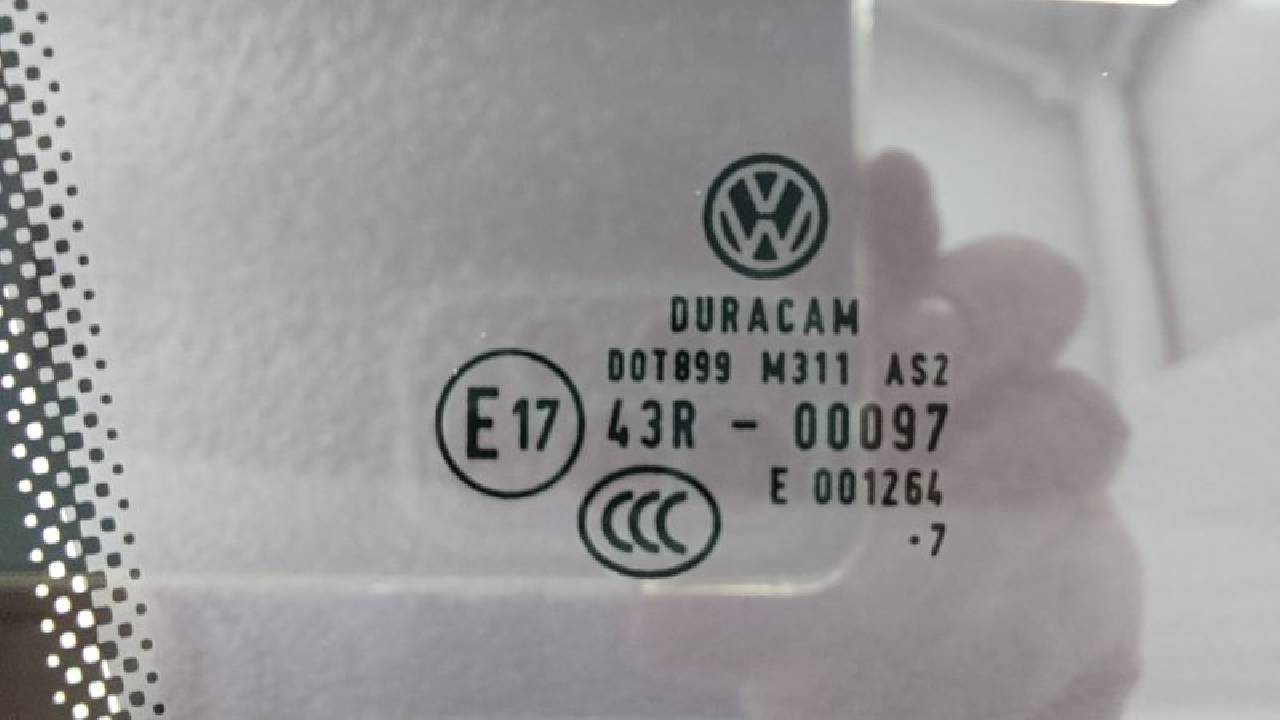 DURACAM
DOT899 M311 AS2
E17 43R - 00097
CCC E 001264
·7